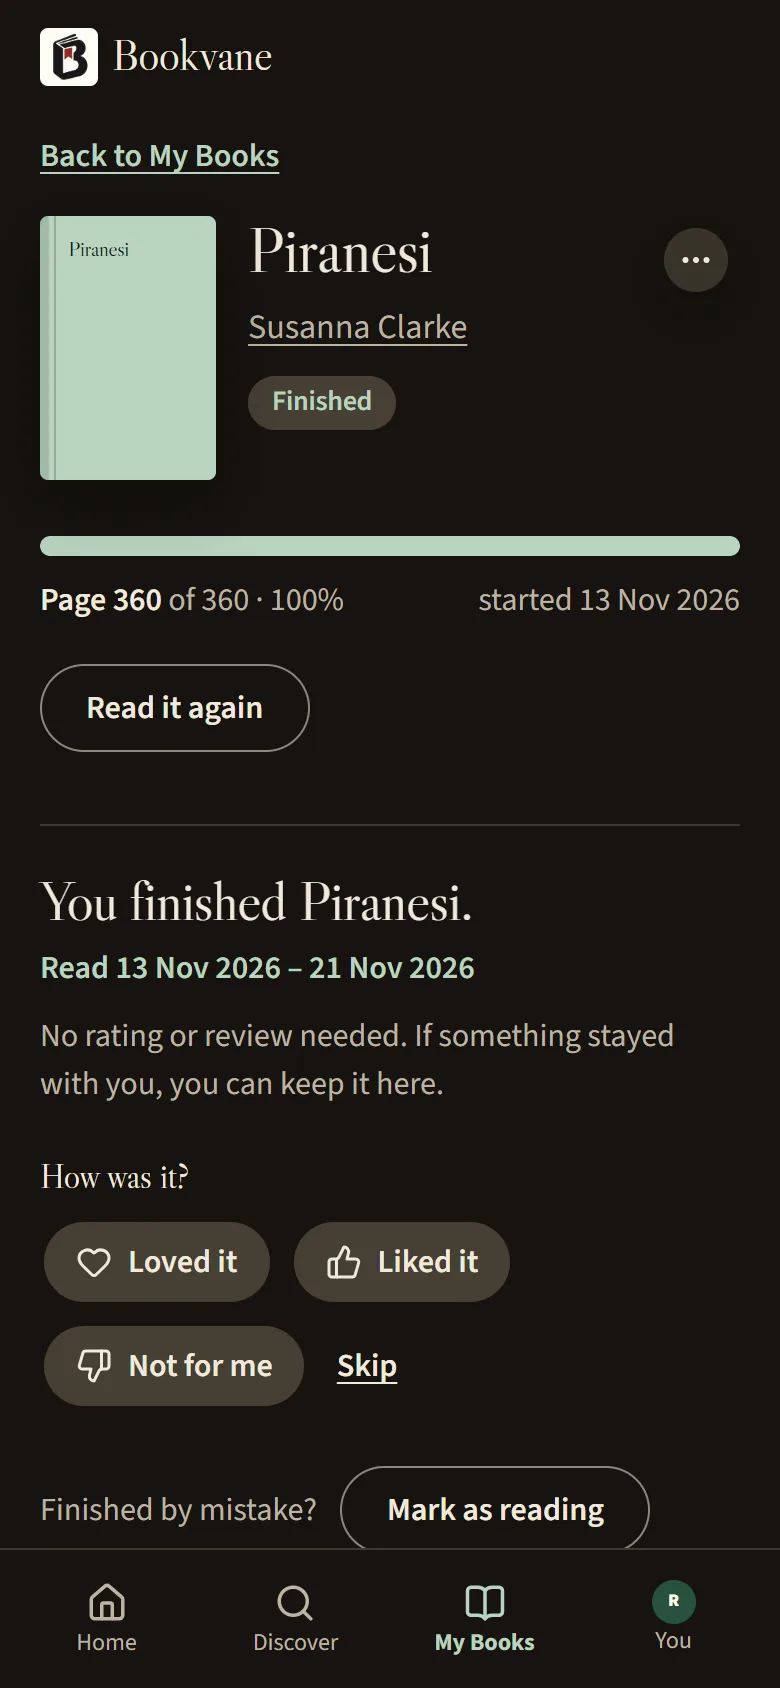 Bookvane
Back to My Books
Piranesi
Piranesi
Susanna Clarke
Finished
Page 360 of 360 · 100%
started 13 Nov 2026
Read it again
You finished Piranesi.
Read 13 Nov 2026 – 21 Nov 2026
No rating or review needed. If something stayed
with you, you can keep it here.
How was it?
Loved it
Liked it
Not for me
Skip
Finished by mistake?
Mark as reading
Home
Discover
My Books
R
You